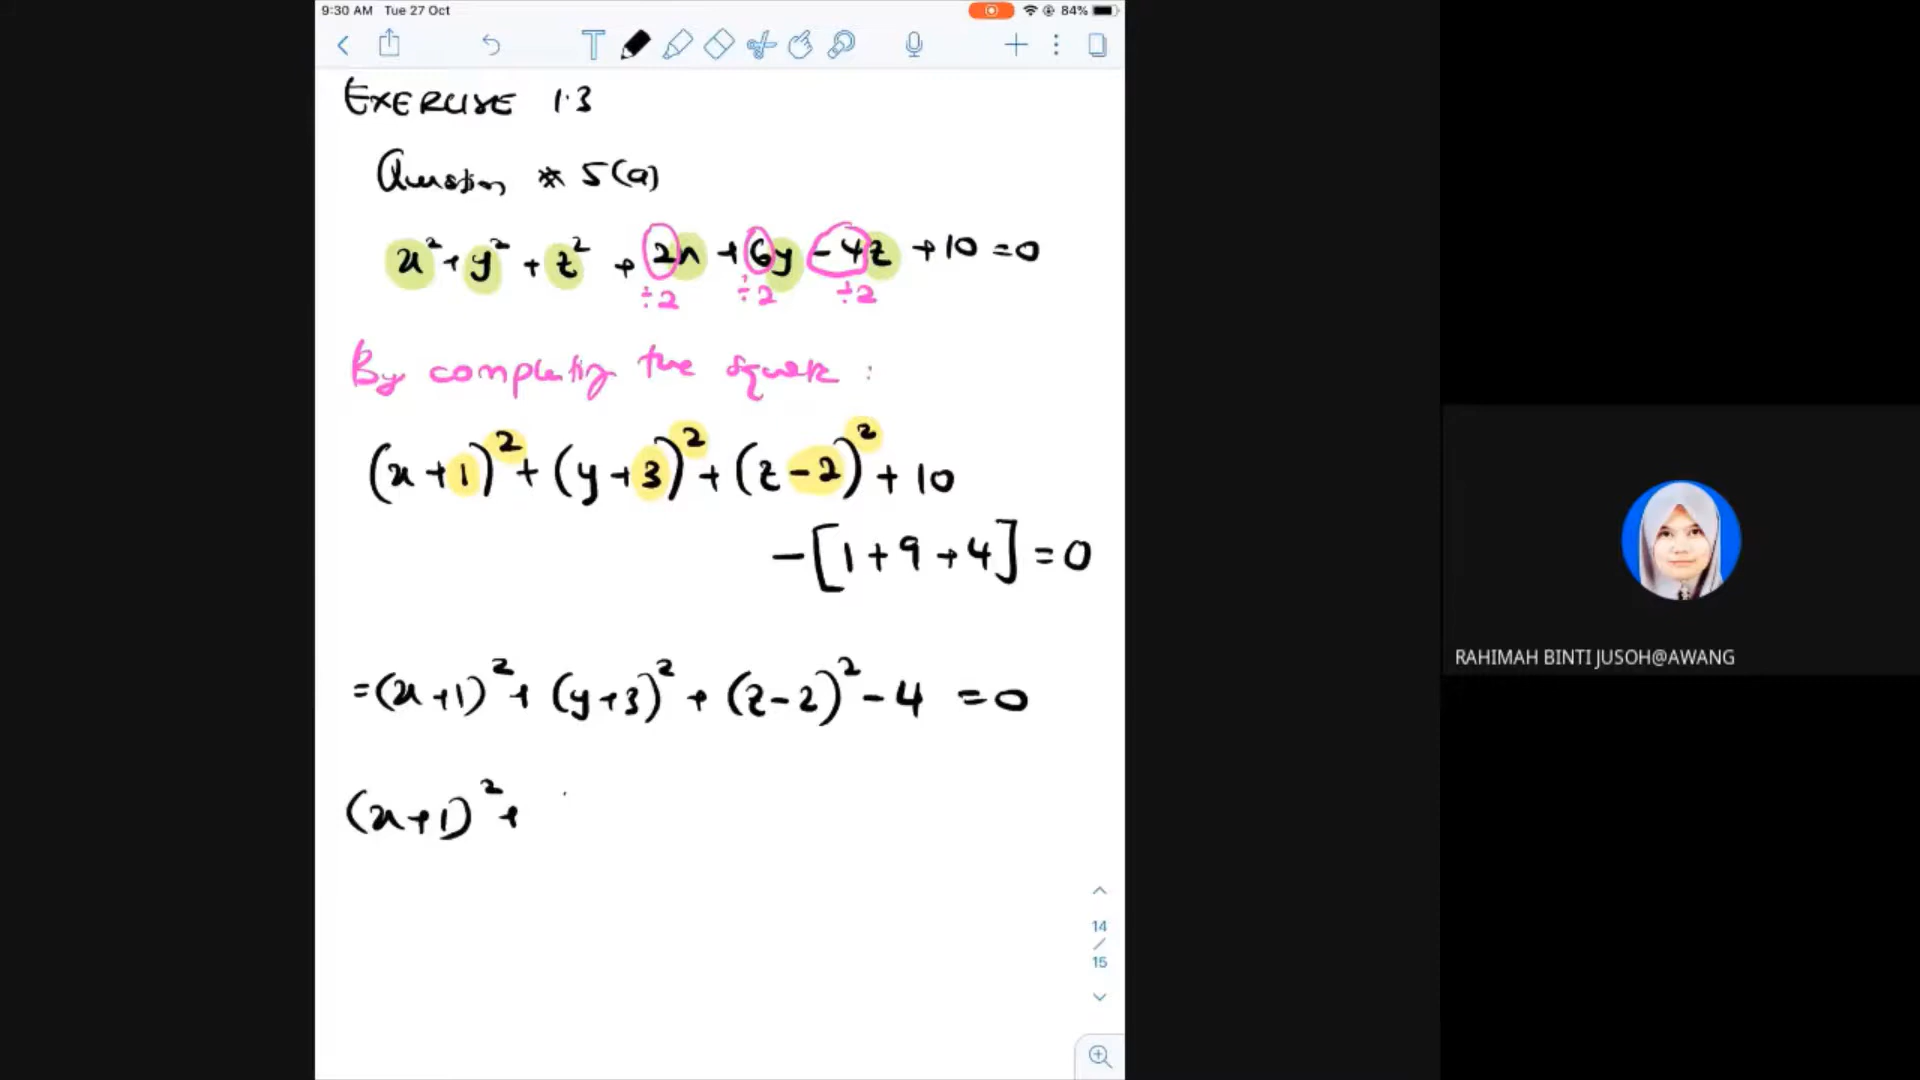 9:30 AM Tue 27 Oct
84%
T
EXERCISE 1.3
Question * 5(a)
x² + y² + z² + 2x + 6y - 4z + 10 = 0
÷2 ÷2 ÷2
By completing the square :
(x + 1)² + (y + 3)² + (z - 2)² + 10
- [1 + 9 + 4] = 0
= (x + 1)² + (y + 3)² + (z - 2)² - 4 = 0
(x + 1)² +
14
/
15
RAHIMAH BINTI JUSOH@AWANG